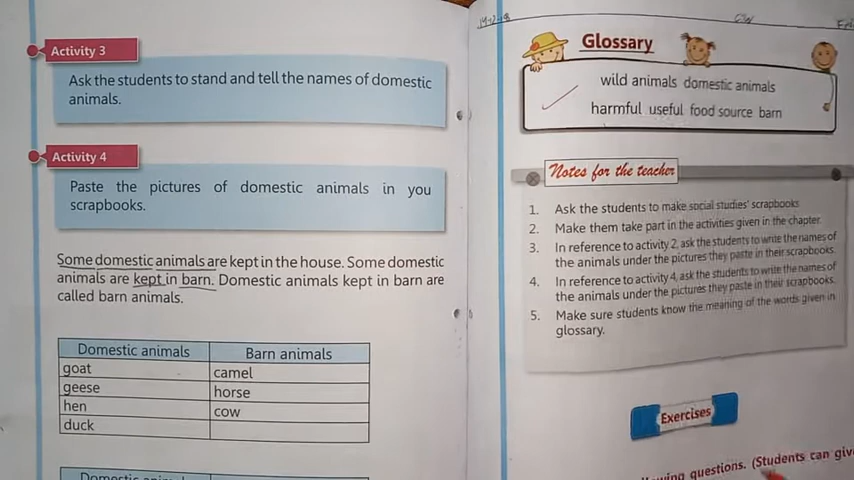 Activity 3
Ask the students to stand and tell the names of domestic
animals.
Activity 4
Paste the pictures of domestic animals in you
scrapbooks.
Some domestic animals are kept in the house. Some domestic
animals are kept in barn. Domestic animals kept in barn are
called barn animals.
Domestic animals Barn animals
goat camel
geese horse
hen cow
duck
CW
Glossary
wild animals domestic animals
harmful useful food source barn
Notes for the teacher
1. Ask the students to make social studies' scrapbooks
2. Make them take part in the activities given in the chapter.
3. In reference to activity 2, ask the students to write the names of
the animals under the pictures they paste in their scrapbooks.
4. In reference to activity 4, ask the students to write the names of
the animals under the pictures they paste in their scrapbooks.
5. Make sure students know the meaning of the words given in
glossary.
Exercises
questions. (Students can